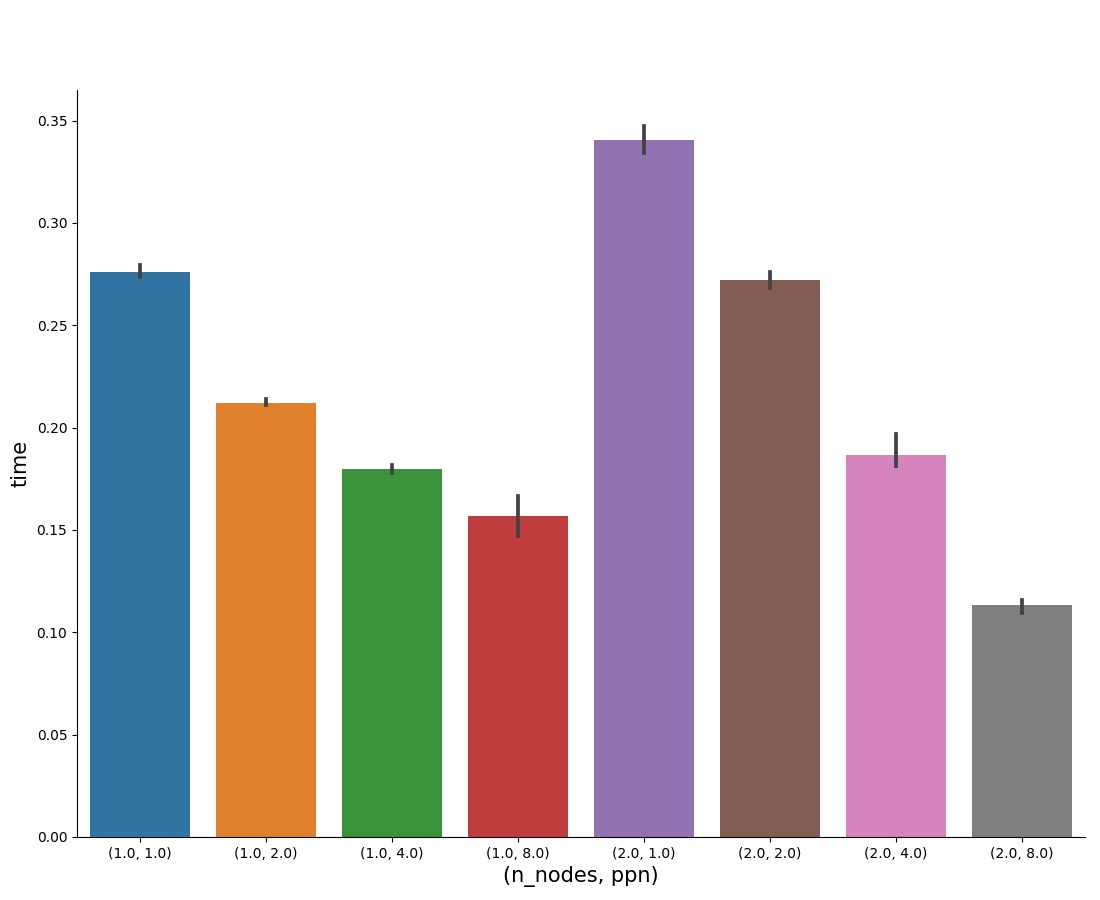 0.35
0.30
0.25
0.20
0.15
0.10
0.05
0.00
time
(1.0, 1.0) (1.0, 2.0) (1.0, 4.0) (1.0, 8.0) (2.0, 1.0) (2.0, 2.0) (2.0, 4.0) (2.0, 8.0)
(n_nodes, ppn)